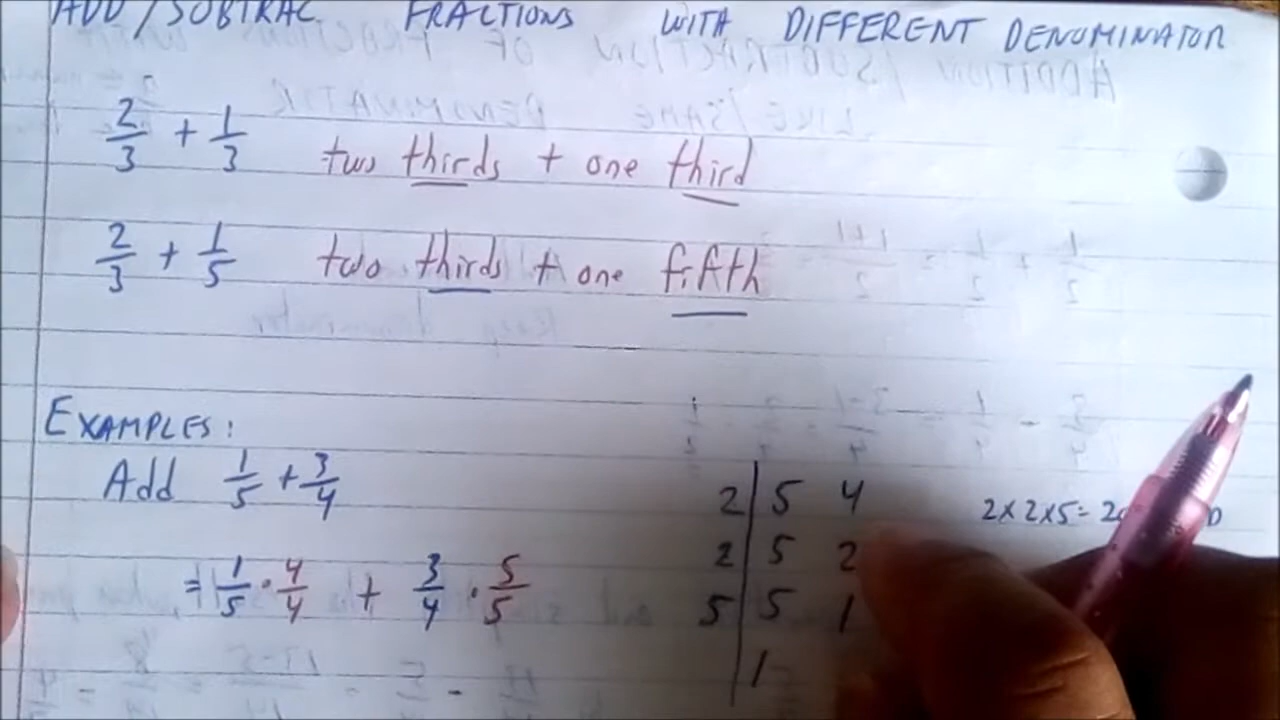 ADD/SUBTRAC FRACTIONS WITH DIFFERENT DENOMINATOR
2/3 + 1/3 two thirds + one third
2/3 + 1/5 two thirds + one fifth
EXAMPLES:
Add 1/5 + 3/4
= 1/5 · 4/4 + 3/4 · 5/5
2 | 5 4
2 | 5 2
5 | 5 1
| 1
2×2×5=